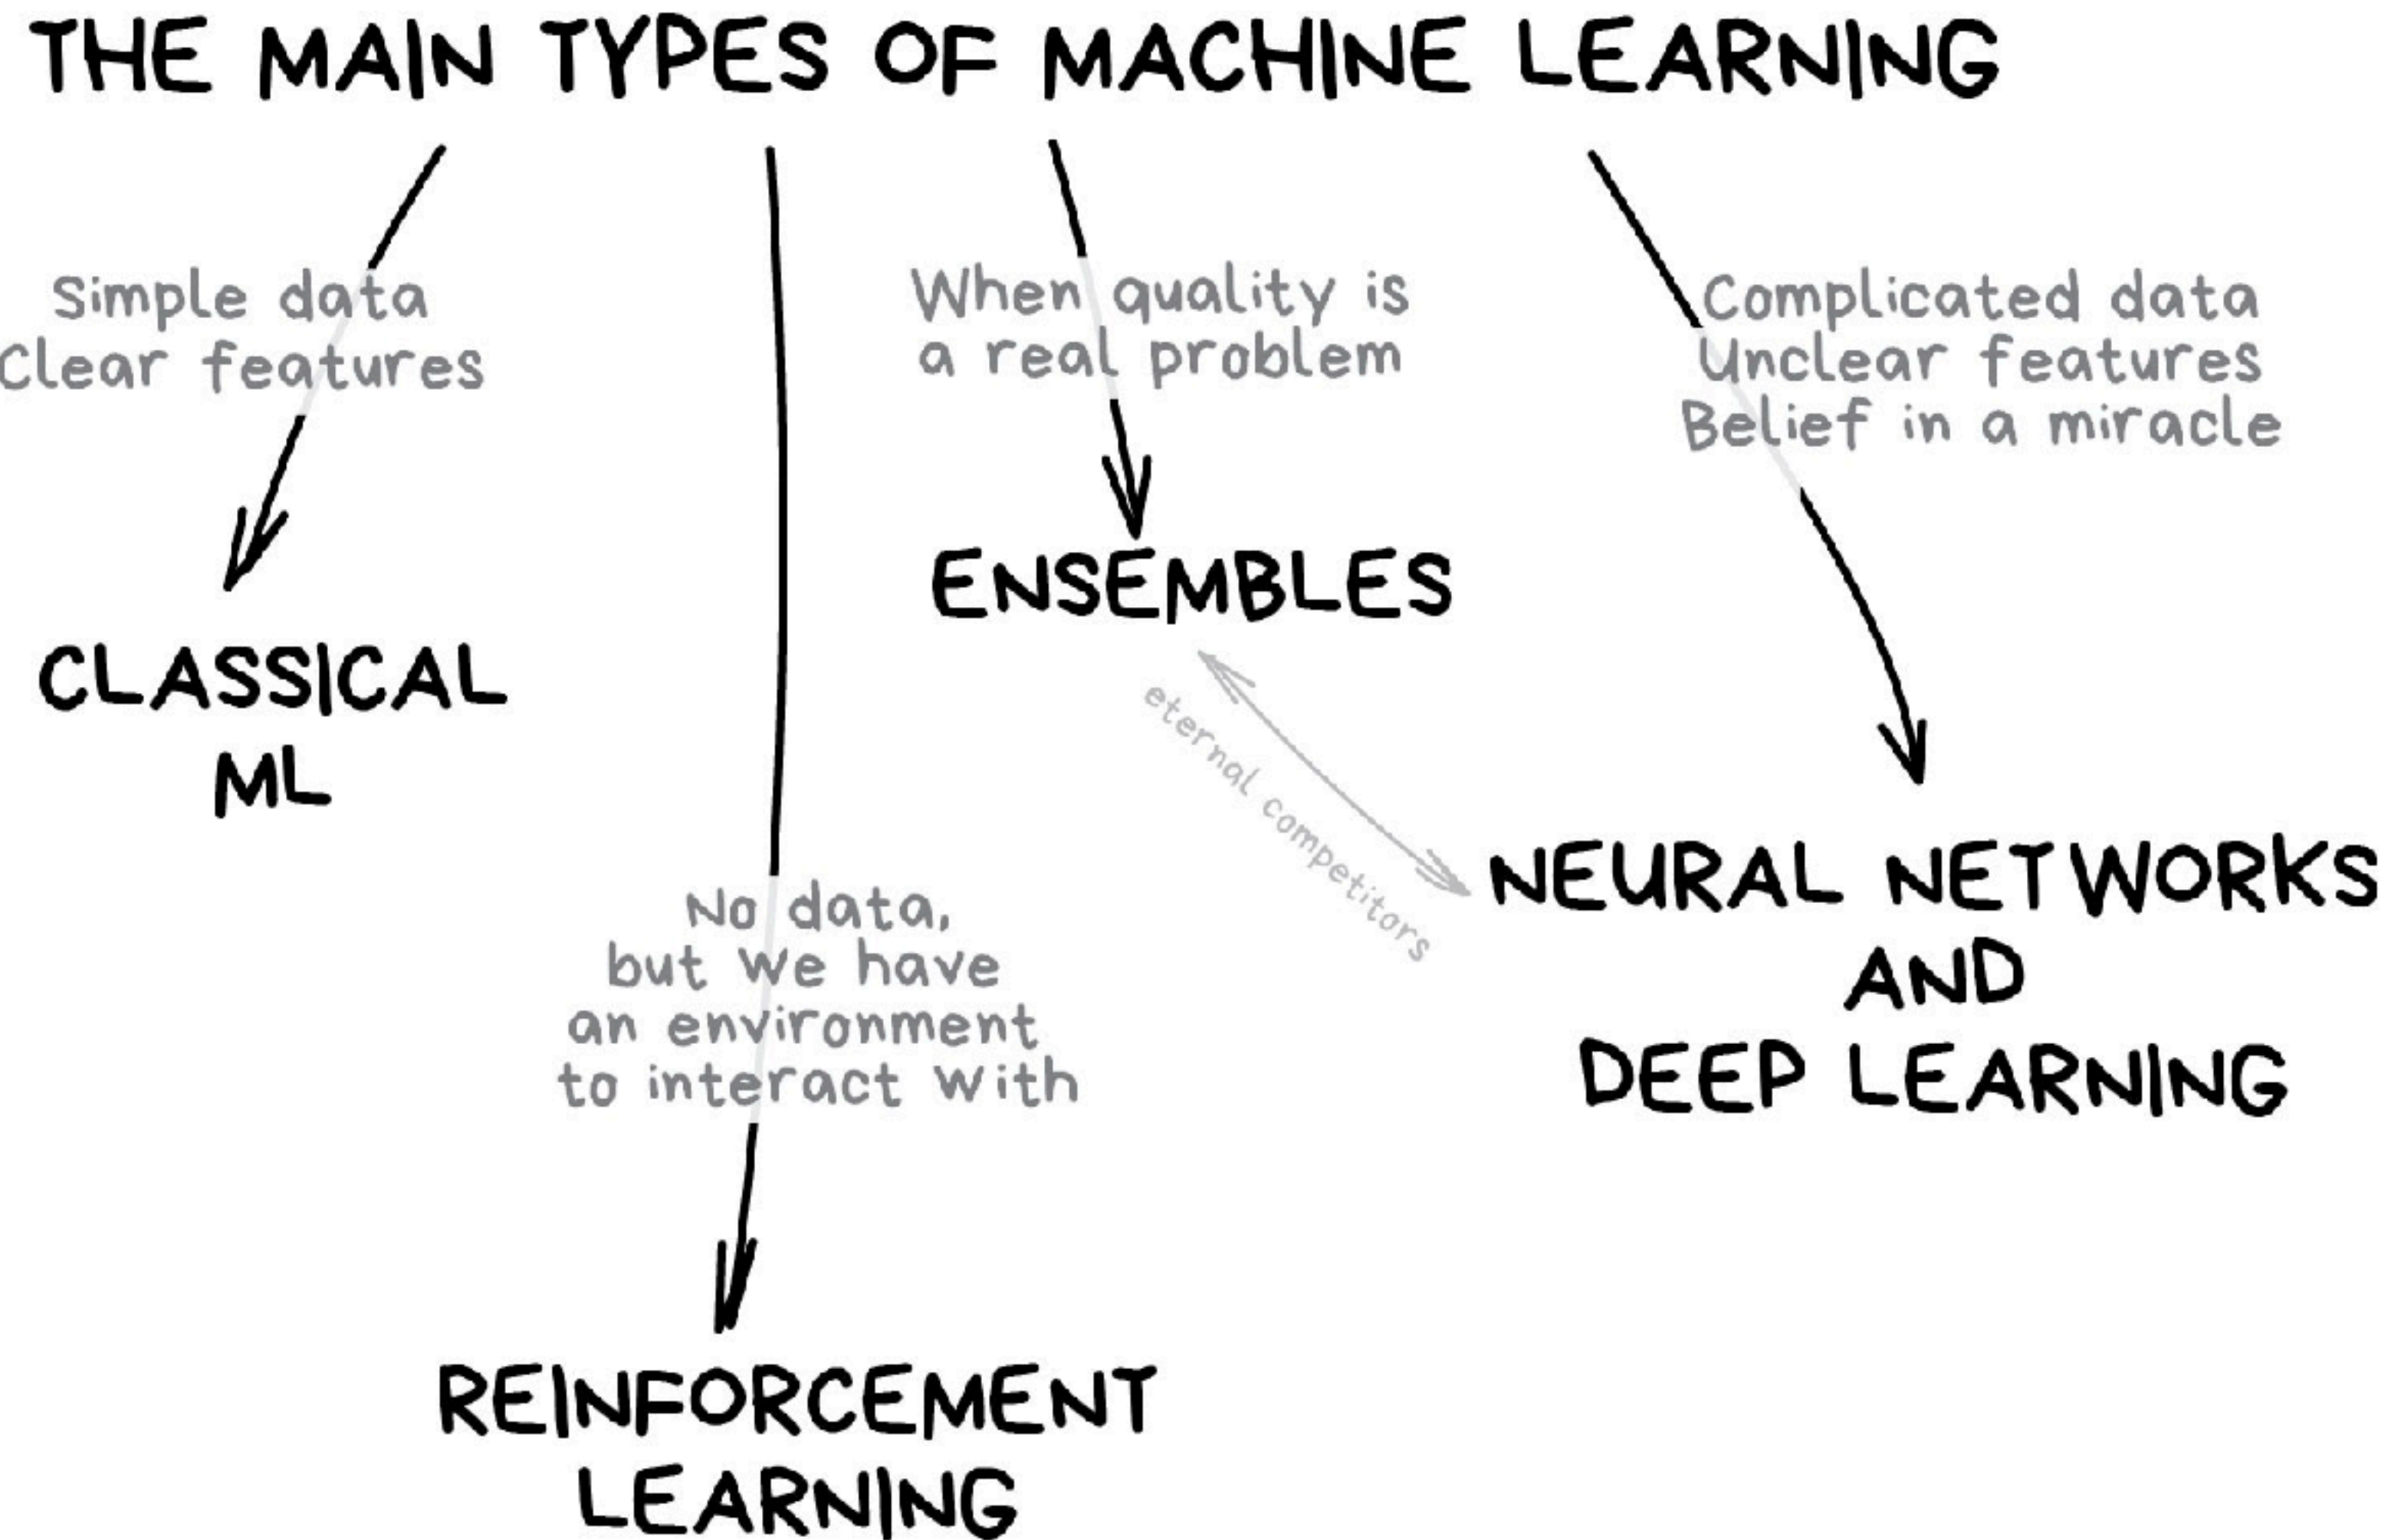 THE MAIN TYPES OF MACHINE LEARNING
Simple data
Clear features
CLASSICAL
ML
When quality is
a real problem
ENSEMBLES
Complicated data
Unclear features
Belief in a miracle
eternal competitors
NEURAL NETWORKS
AND
DEEP LEARNING
No data,
but we have
an environment
to interact with
REINFORCEMENT
LEARNING